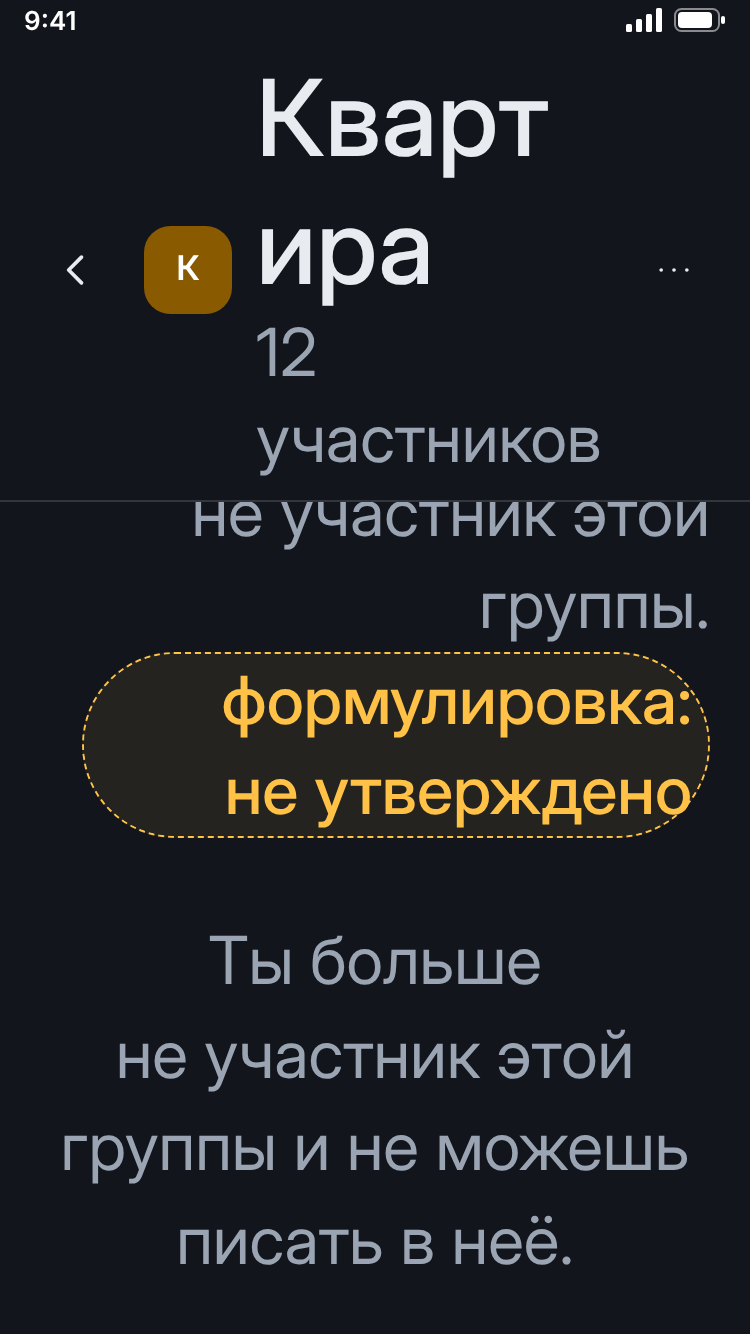 9:41
Кварт
ира
К
12
участников
не участник этой
группы.
формулировка:
не утверждено
Ты больше
не участник этой
группы и не можешь
писать в неё.